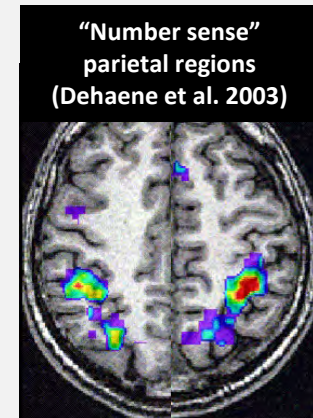 “Number sense”
parietal regions
(Dehaene et al. 2003)